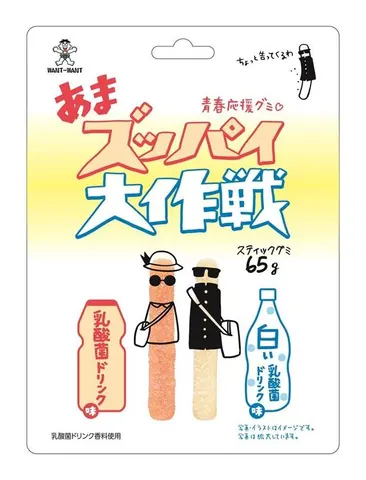 WANT-WANT
ちょっと告ってくるわ
青春応援グミ♡
あま
ズッパイ
大作戦
スティックグミ
65g
乳酸菌ドリンク味
白い乳酸菌ドリンク味
乳酸菌ドリンク香料使用
写真・イラストはイメージです。
写真は拡大しています。